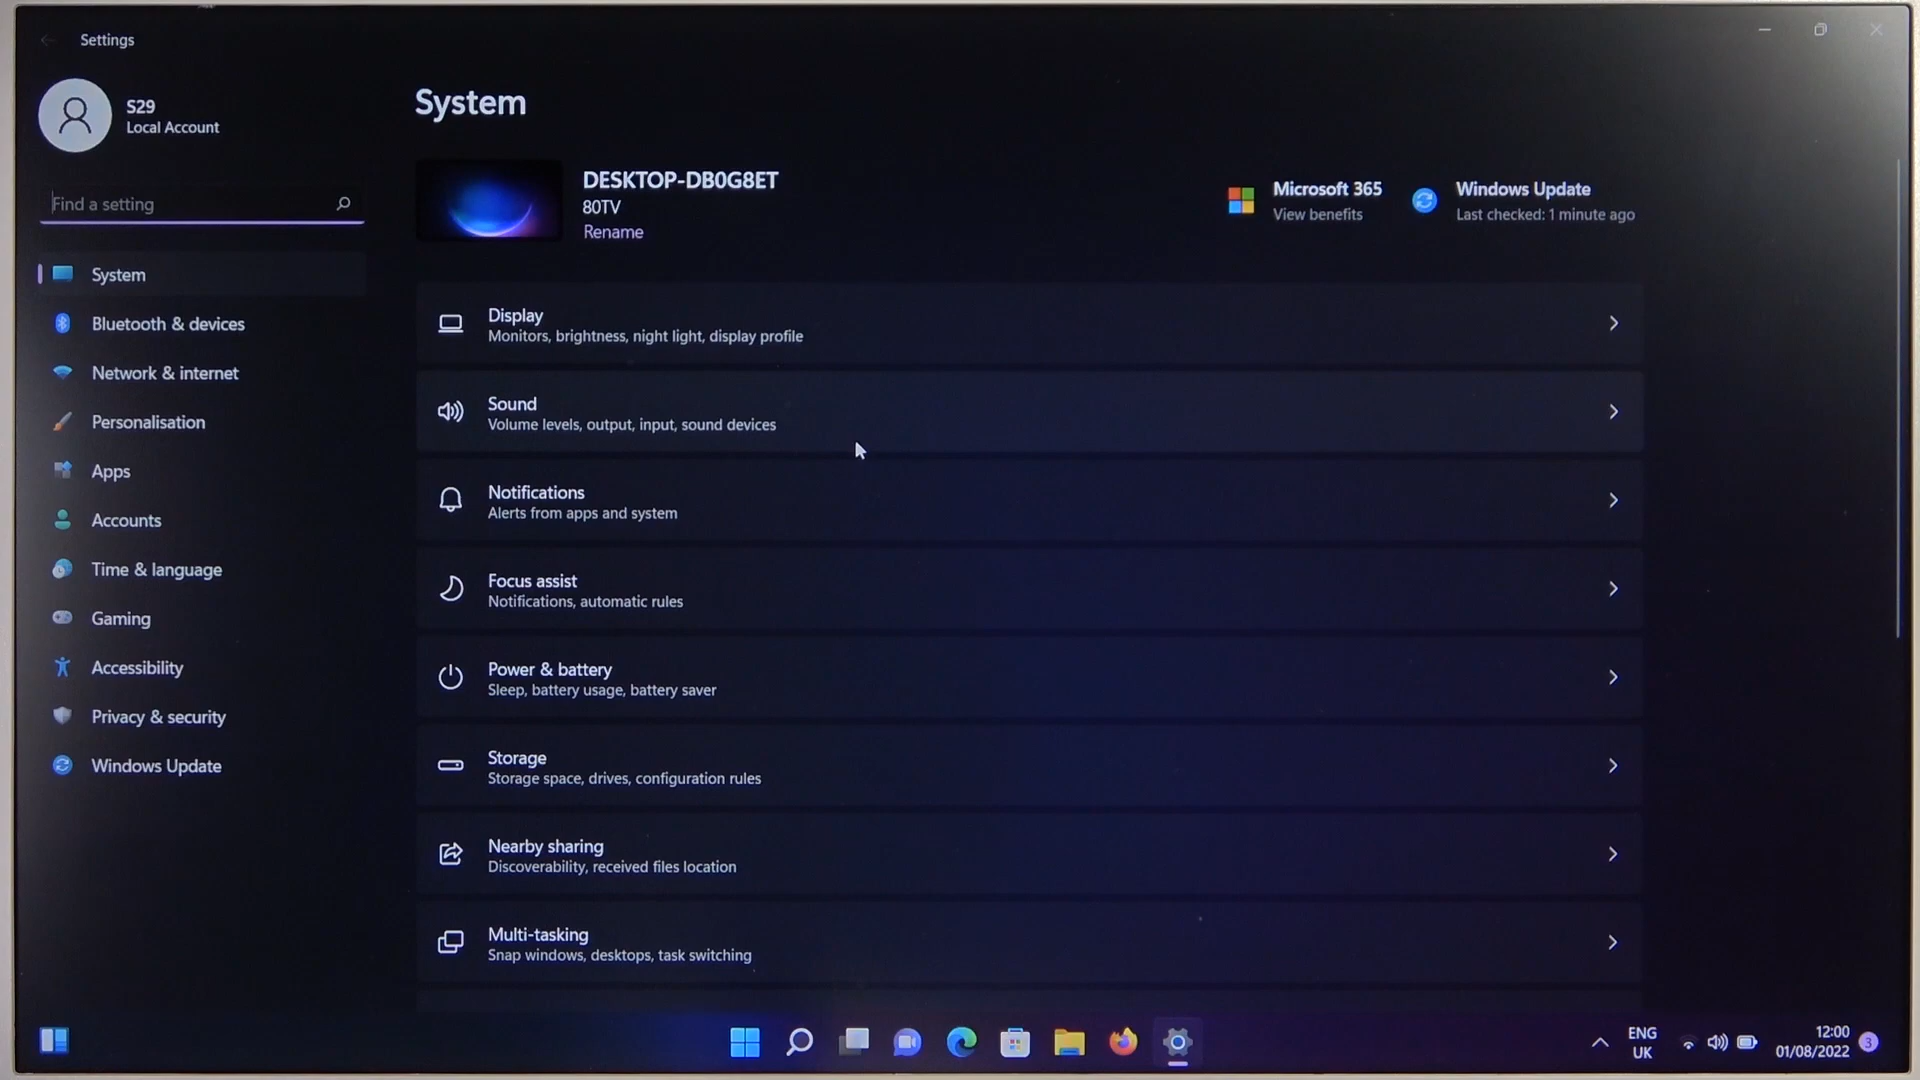 Settings
S29
Local Account
Find a setting
System
Bluetooth & devices
Network & internet
Personalisation
Apps
Accounts
Time & language
Gaming
Accessibility
Privacy & security
Windows Update
System
DESKTOP-DB0G8ET
80TV
Rename
Microsoft 365
View benefits
Windows Update
Last checked: 1 minute ago
Display
Monitors, brightness, night light, display profile
Sound
Volume levels, output, input, sound devices
Notifications
Alerts from apps and system
Focus assist
Notifications, automatic rules
Power & battery
Sleep, battery usage, battery saver
Storage
Storage space, drives, configuration rules
Nearby sharing
Discoverability, received files location
Multi-tasking
Snap windows, desktops, task switching
ENG
UK
12:00
01/08/2022
3